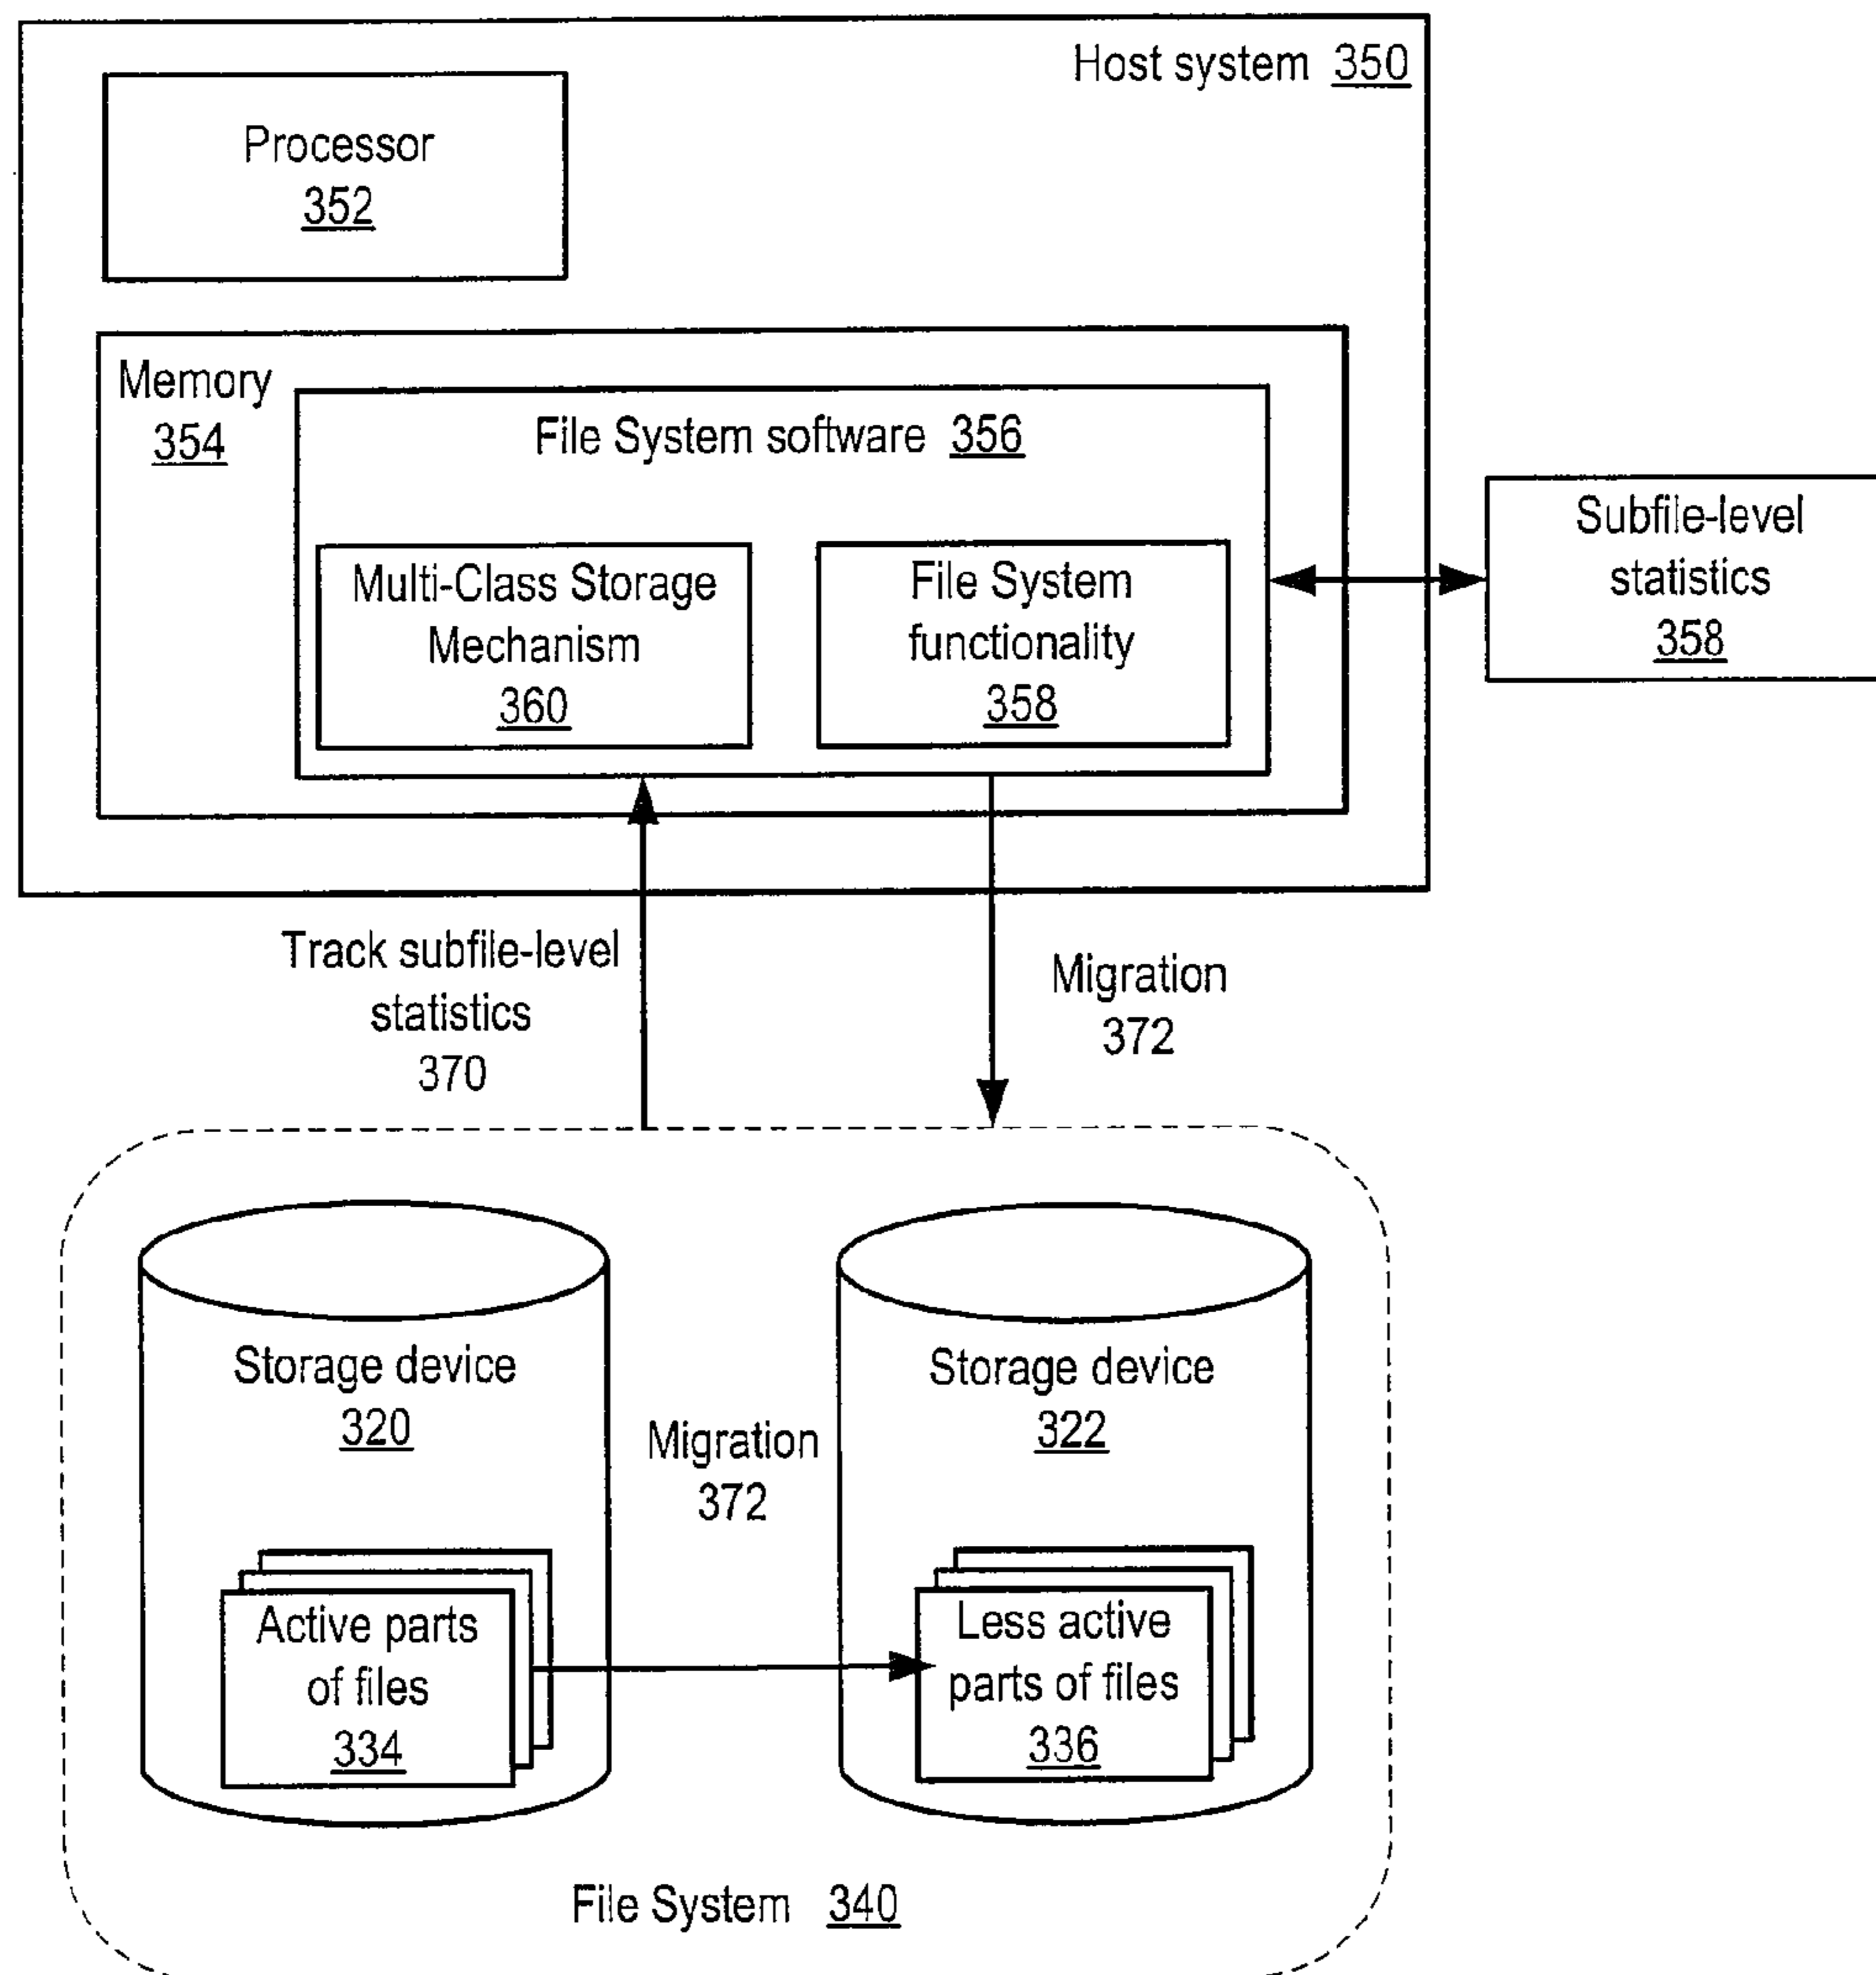 Host system 350
Processor
352
Memory
354
File System software 356
Multi-Class Storage
Mechanism
360
File System
functionality
358
Subfile-level
statistics
358
Track subfile-level
statistics
370
Migration
372
Storage device
320
Migration
372
Storage device
322
Active parts
of files
334
Less active
parts of files
336
File System 340